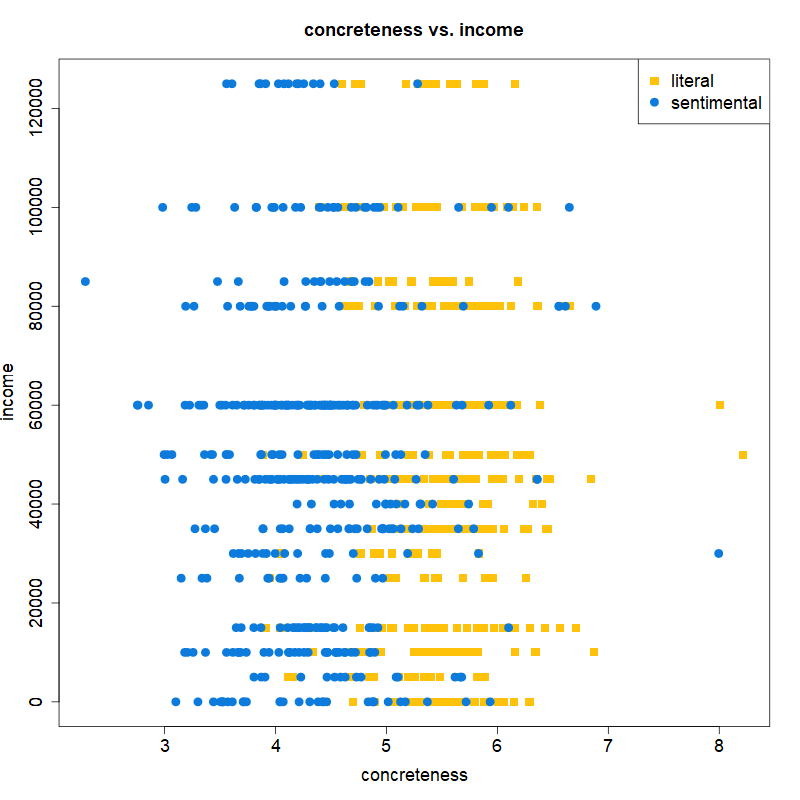 concreteness vs. income
literal
sentimental
income
120000
100000
80000
60000
40000
20000
0
3 4 5 6 7 8
concreteness